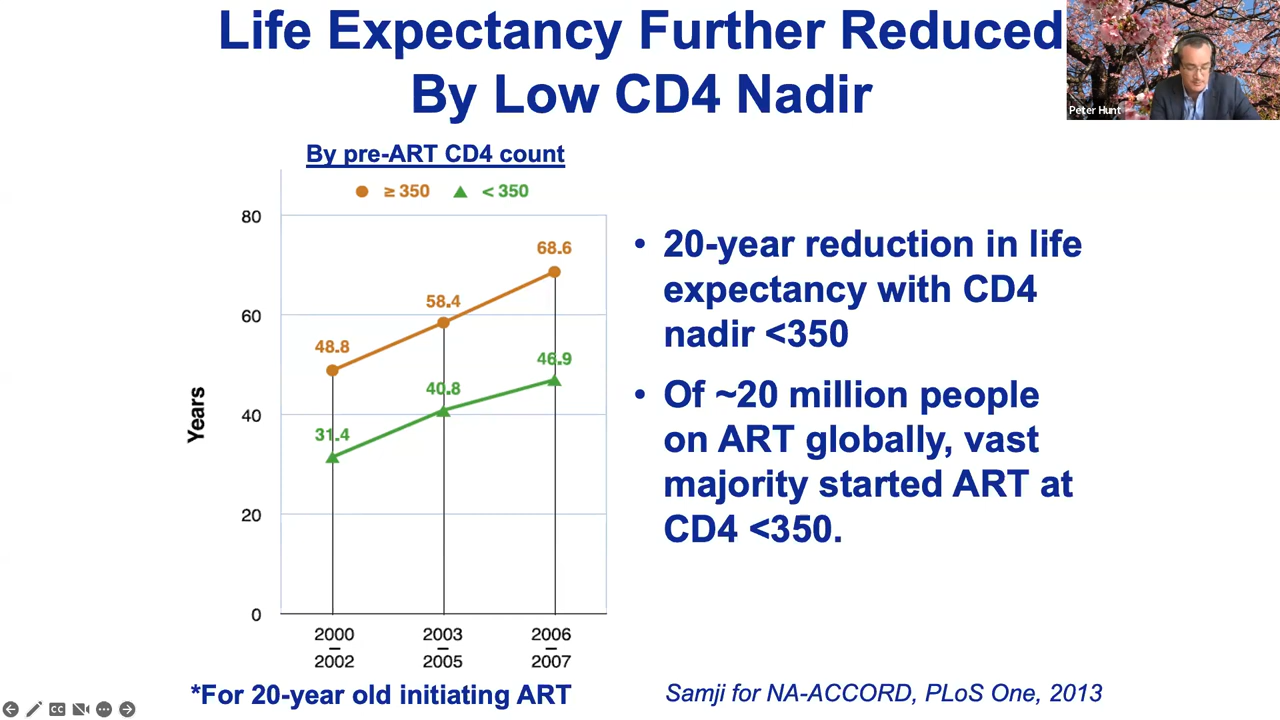 Life Expectancy Further Reduced
By Low CD4 Nadir
Peter Hunt
By pre-ART CD4 count
≥ 350 < 350
80
60
40
20
0
Years
48.8
58.4
68.6
31.4
40.8
46.9
2000
–
2002
2003
–
2005
2006
–
2007
*For 20-year old initiating ART
• 20-year reduction in life
expectancy with CD4
nadir <350
• Of ~20 million people
on ART globally, vast
majority started ART at
CD4 <350.
Samji for NA-ACCORD, PLoS One, 2013
CC